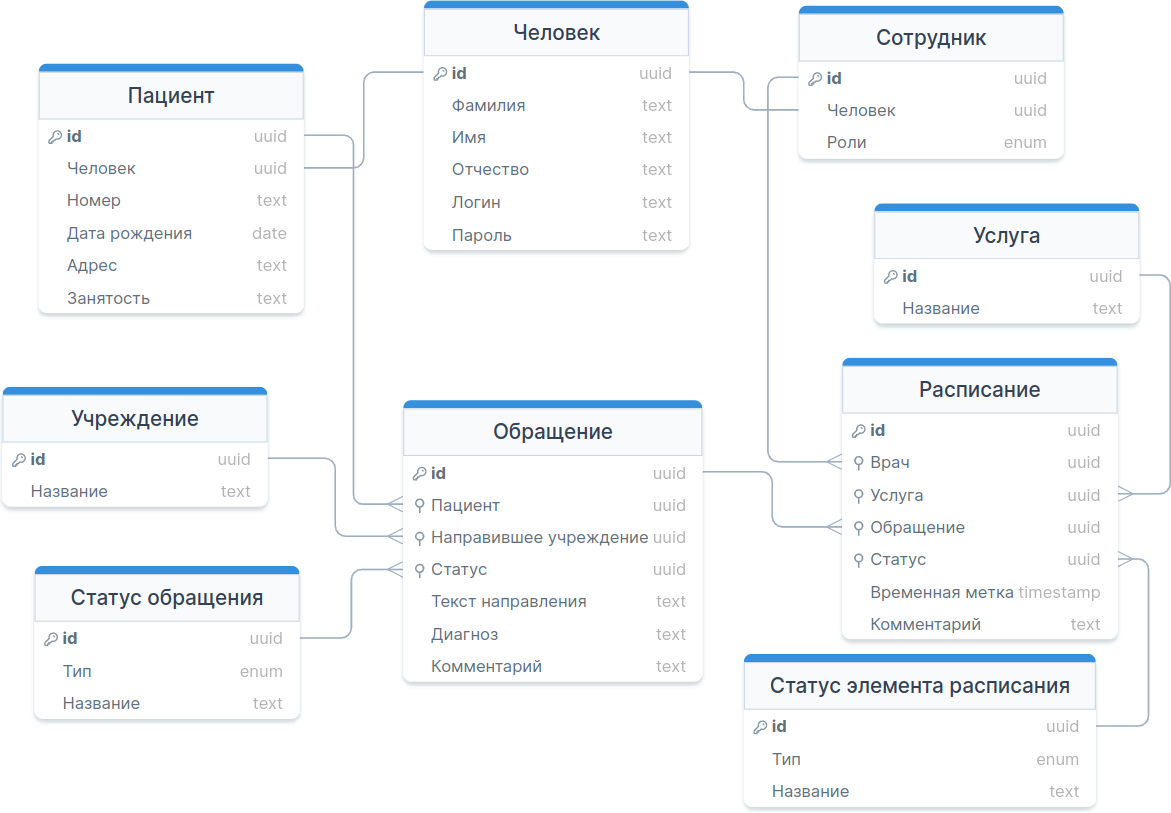 Человек
id uuid
Фамилия text
Имя text
Отчество text
Логин text
Пароль text
Сотрудник
id uuid
Человек uuid
Роли enum
Пациент
id uuid
Человек uuid
Номер text
Дата рождения date
Адрес text
Занятость text
Услуга
id uuid
Название text
Учреждение
id uuid
Название text
Обращение
id uuid
Пациент uuid
Направившее учреждение uuid
Статус uuid
Текст направления text
Диагноз text
Комментарий text
Расписание
id uuid
Врач uuid
Услуга uuid
Обращение uuid
Статус uuid
Временная метка timestamp
Комментарий text
Статус обращения
id uuid
Тип enum
Название text
Статус элемента расписания
id uuid
Тип enum
Название text